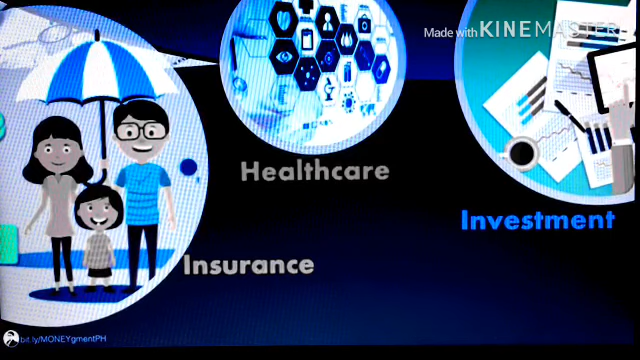 Made with KINEMASTER
Healthcare
Investment
Insurance
bit.ly/MONEYgmentPH